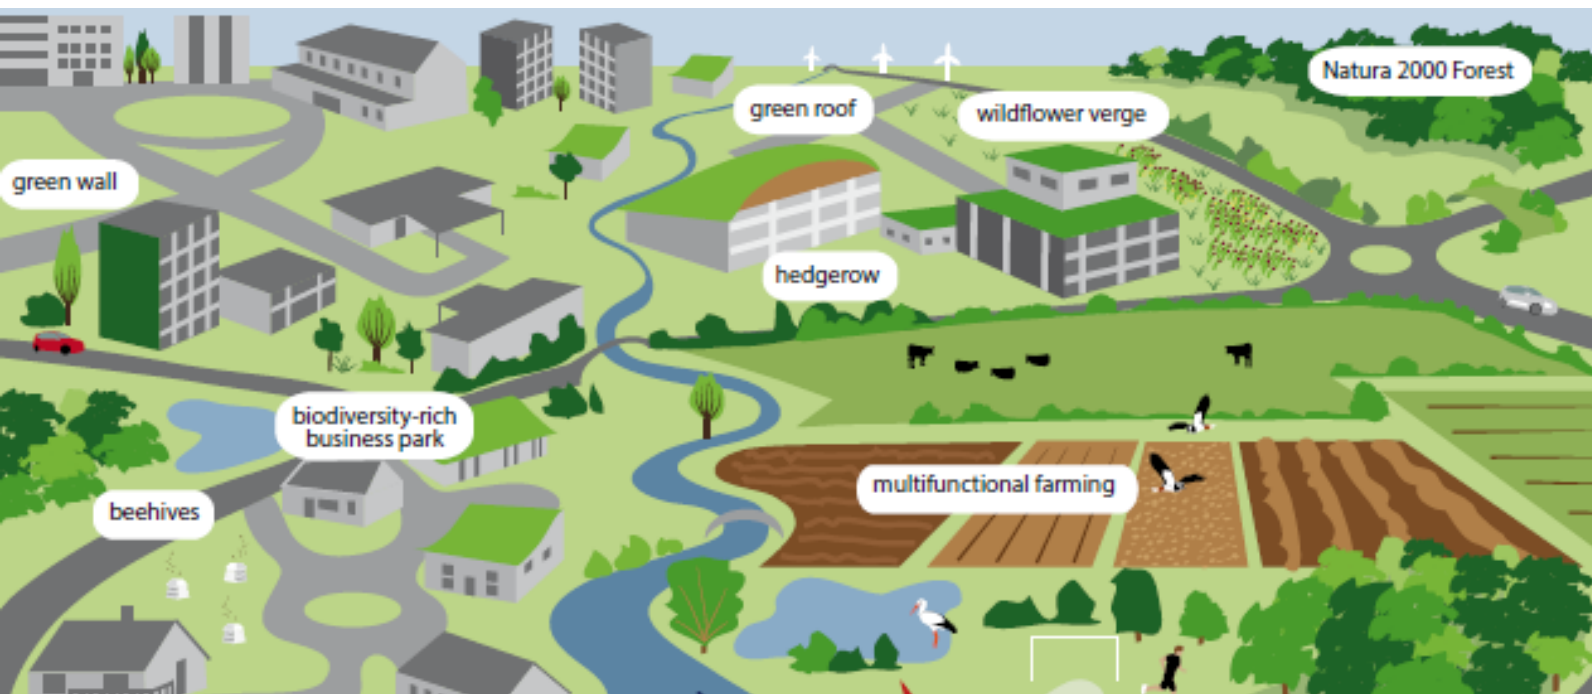 Natura 2000 Forest
green roof
wildflower verge
green wall
hedgerow
biodiversity-rich
business park
multifunctional farming
beehives